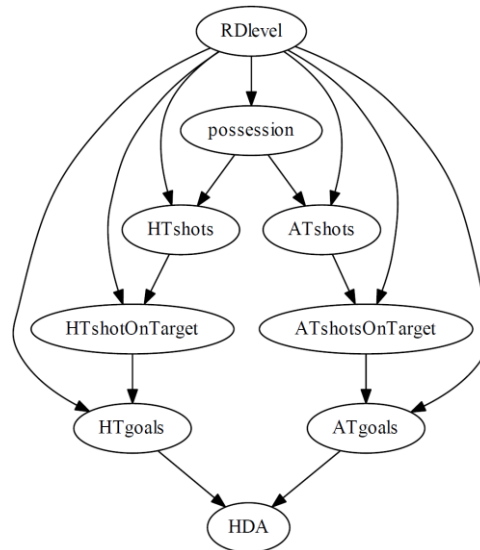 RDlevel
possession
HTshots
ATshots
HTshotOnTarget
ATshotsOnTarget
HTgoals
ATgoals
HDA